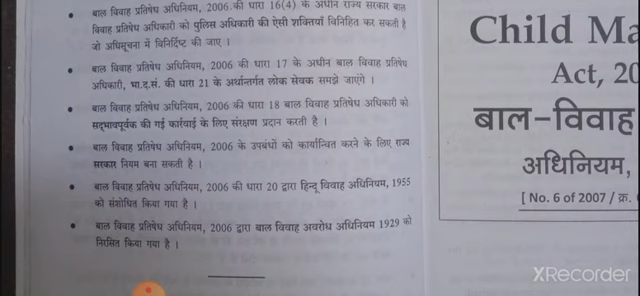 बाल विवाह प्रतिषेध अधिनियम, 2006 की धारा 16(4) के अधीन राज्य सरकार बाल
विवाह प्रतिषेध अधिकारी को पुलिस अधिकारी की ऐसी शक्तियां विनिहित कर सकती है
जो अधिसूचना में विनिर्दिष्ट की जाए ।
बाल विवाह प्रतिषेध अधिनियम, 2006 की धारा 17 के अधीन बाल विवाह प्रतिषेध
अधिकारी, भा.द.सं. की धारा 21 के अर्थान्तर्गत लोक सेवक समझे जाएंगे ।
बाल विवाह प्रतिषेध अधिनियम, 2006 की धारा 18 बाल विवाह प्रतिषेध अधिकारी को
सद्भावपूर्वक की गई कार्रवाई के लिए संरक्षण प्रदान करती है ।
बाल विवाह प्रतिषेध अधिनियम, 2006 के उपबंधों को कार्यान्वित करने के लिए राज्य
सरकार नियम बना सकती है ।
बाल विवाह प्रतिषेध अधिनियम, 2006 की धारा 20 द्वारा हिन्दू विवाह अधिनियम, 1955
को संशोधित किया गया है ।
बाल विवाह प्रतिषेध अधिनियम, 2006 द्वारा बाल विवाह अवरोध अधिनियम 1929 को
निरसित किया गया है ।
Child Ma
Act, 20
बाल-विवाह
अधिनियम,
[ No. 6 of 2007 / क्र.
XRecorder